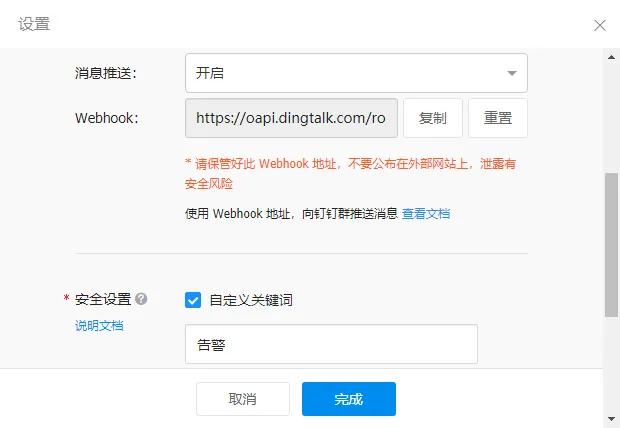 设置
消息推送： 开启
Webhook： https://oapi.dingtalk.com/ro 复制 重置
* 请保管好此 Webhook 地址，不要公布在外部网站上，泄露有
安全风险
使用 Webhook 地址，向钉钉群推送消息 查看文档
* 安全设置 ? 自定义关键词
说明文档
告警
取消 完成